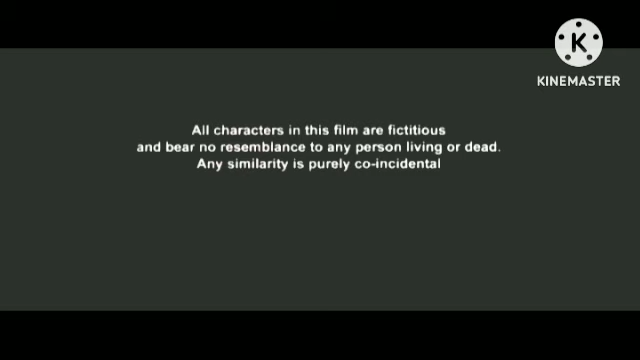 K
KINEMASTER
All characters in this film are fictitious
and bear no resemblance to any person living or dead.
Any similarity is purely co-incidental